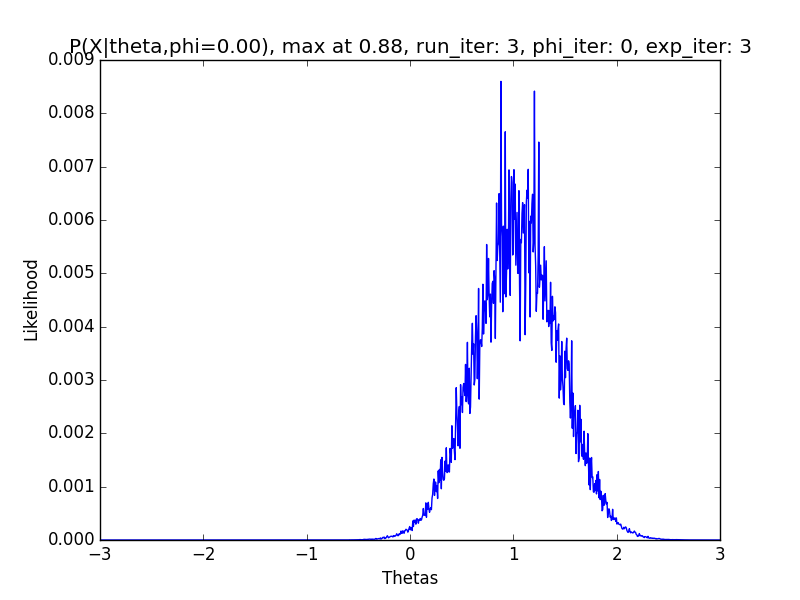 P(X|theta,phi=0.00), max at 0.88, run_iter: 3, phi_iter: 0, exp_iter: 3
0.009
0.008
0.007
0.006
0.005
0.004
0.003
0.002
0.001
0.000
Likelihood
−3 −2 −1 0 1 2 3
Thetas